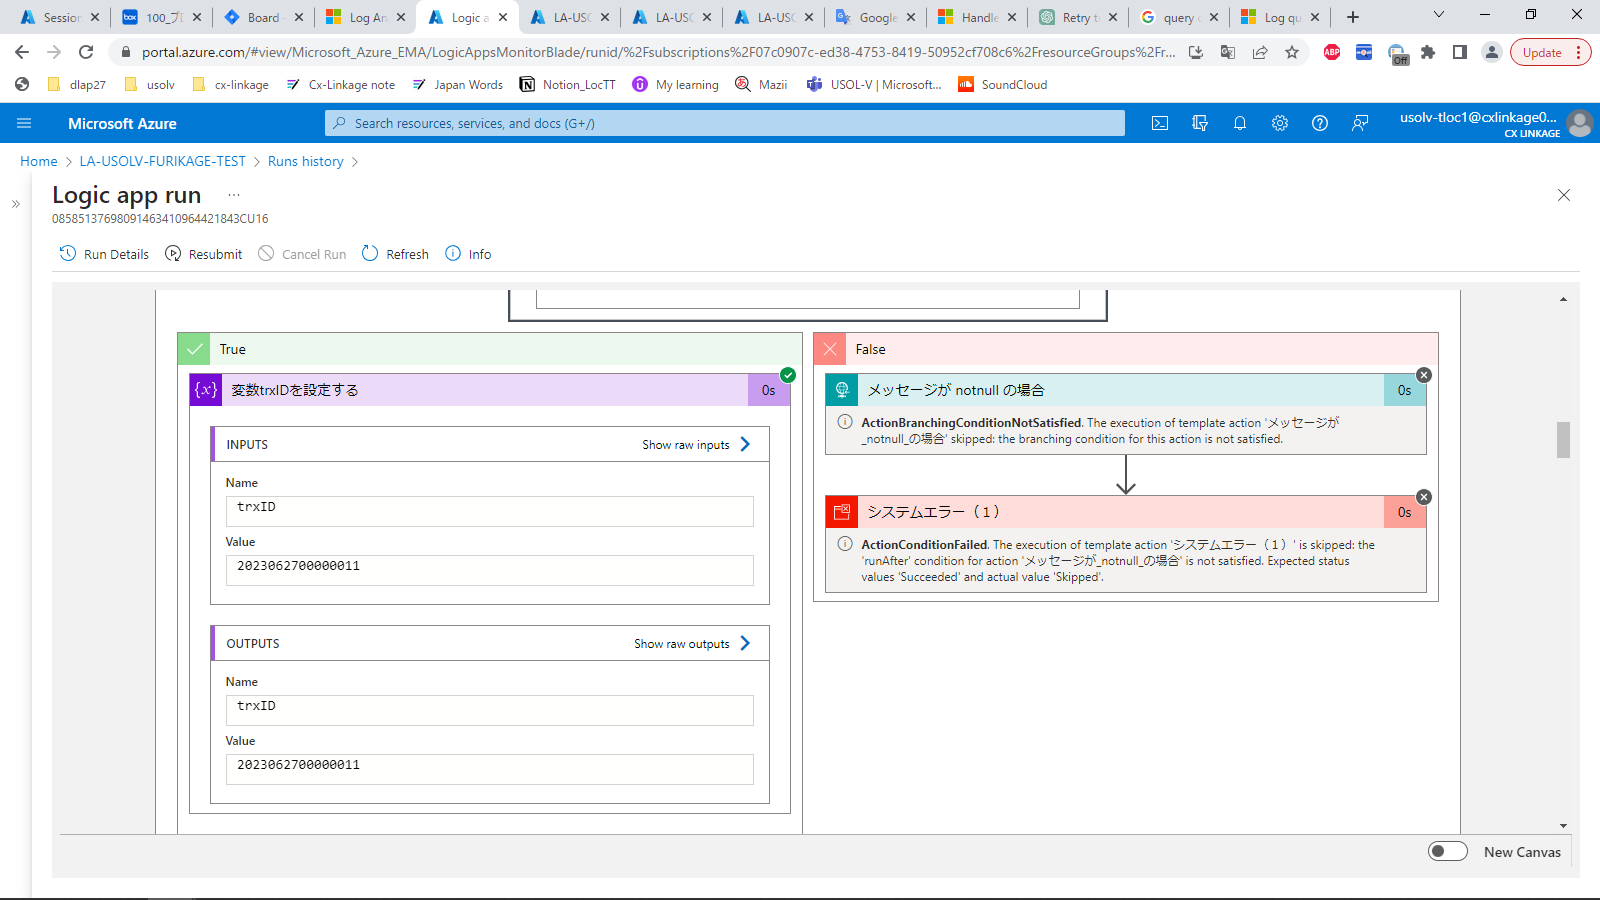 Session
100_プ
Board
Log An
Logic a
LA-USC
LA-USC
LA-USC
Google
Handle
Retry t
query c
Log qu
portal.azure.com/#view/Microsoft_Azure_EMA/LogicAppsMonitorBlade/runid/%2Fsubscriptions%2F07c0907c-ed38-4753-8419-50952cf708c6%2FresourceGroups%2Fr...
ABP
Off
Update
dlap27
usolv
cx-linkage
Cx-Linkage note
Japan Words
Notion_LocTT
My learning
Mazii
USOL-V | Microsoft...
SoundCloud
Microsoft Azure
Search resources, services, and docs (G+/)
usolv-tloc1@cxlinkage0...
CX LINKAGE
Home > LA-USOLV-FURIKAGE-TEST > Runs history >
Logic app run ...
08585137698091463410964421843CU16
Run Details
Resubmit
Cancel Run
Refresh
Info
True
{x} 変数trxIDを設定する 0s
INPUTS Show raw inputs
Name
trxID
Value
2023062700000011
OUTPUTS Show raw outputs
Name
trxID
Value
2023062700000011
False
メッセージが notnull の場合 0s
ActionBranchingConditionNotSatisfied. The execution of template action 'メッセージが
_notnull_の場合' skipped: the branching condition for this action is not satisfied.
システムエラー（１） 0s
ActionConditionFailed. The execution of template action 'システムエラー（１）' is skipped: the
'runAfter' condition for action 'メッセージが_notnull_の場合' is not satisfied. Expected status
values 'Succeeded' and actual value 'Skipped'.
New Canvas